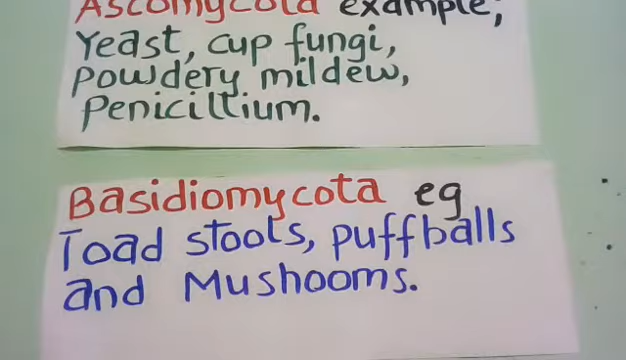 Ascomycota example;
Yeast, cup fungi,
Powdery mildew,
Penicillium.
Basidiomycota eg
Toad stools, puffballs
and Mushooms.